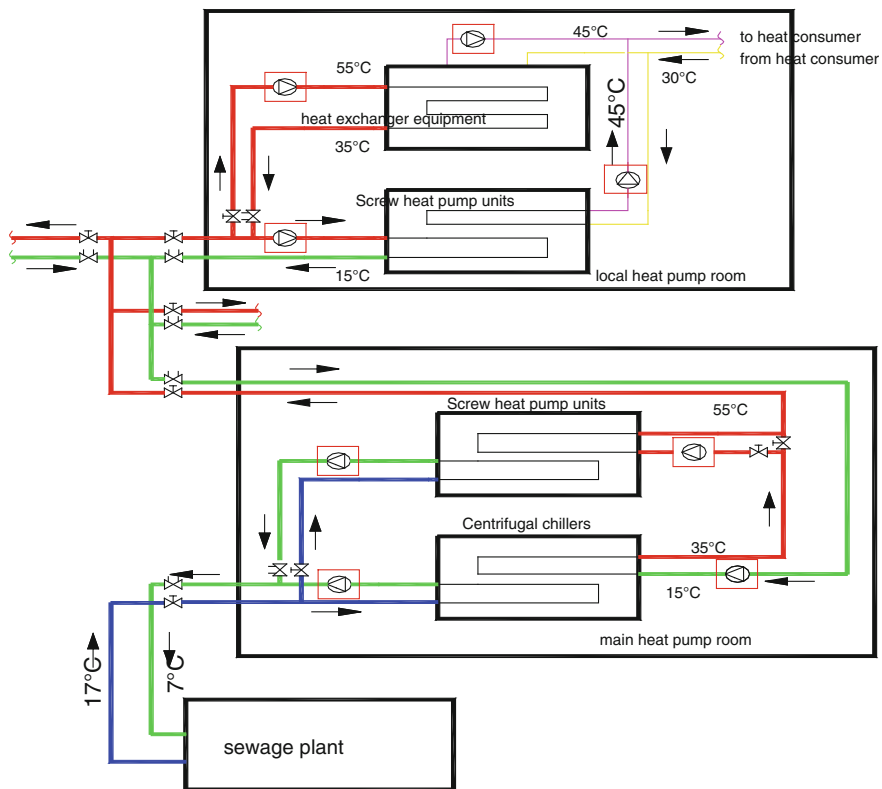 45°C
to heat consumer
from heat consumer
55°C
30°C
45°C
heat exchanger equipment
35°C
Screw heat pump units
15°C
local heat pump room
Screw heat pump units
55°C
Centrifugal chillers
35°C
15°C
main heat pump room
17°C
7°C
sewage plant